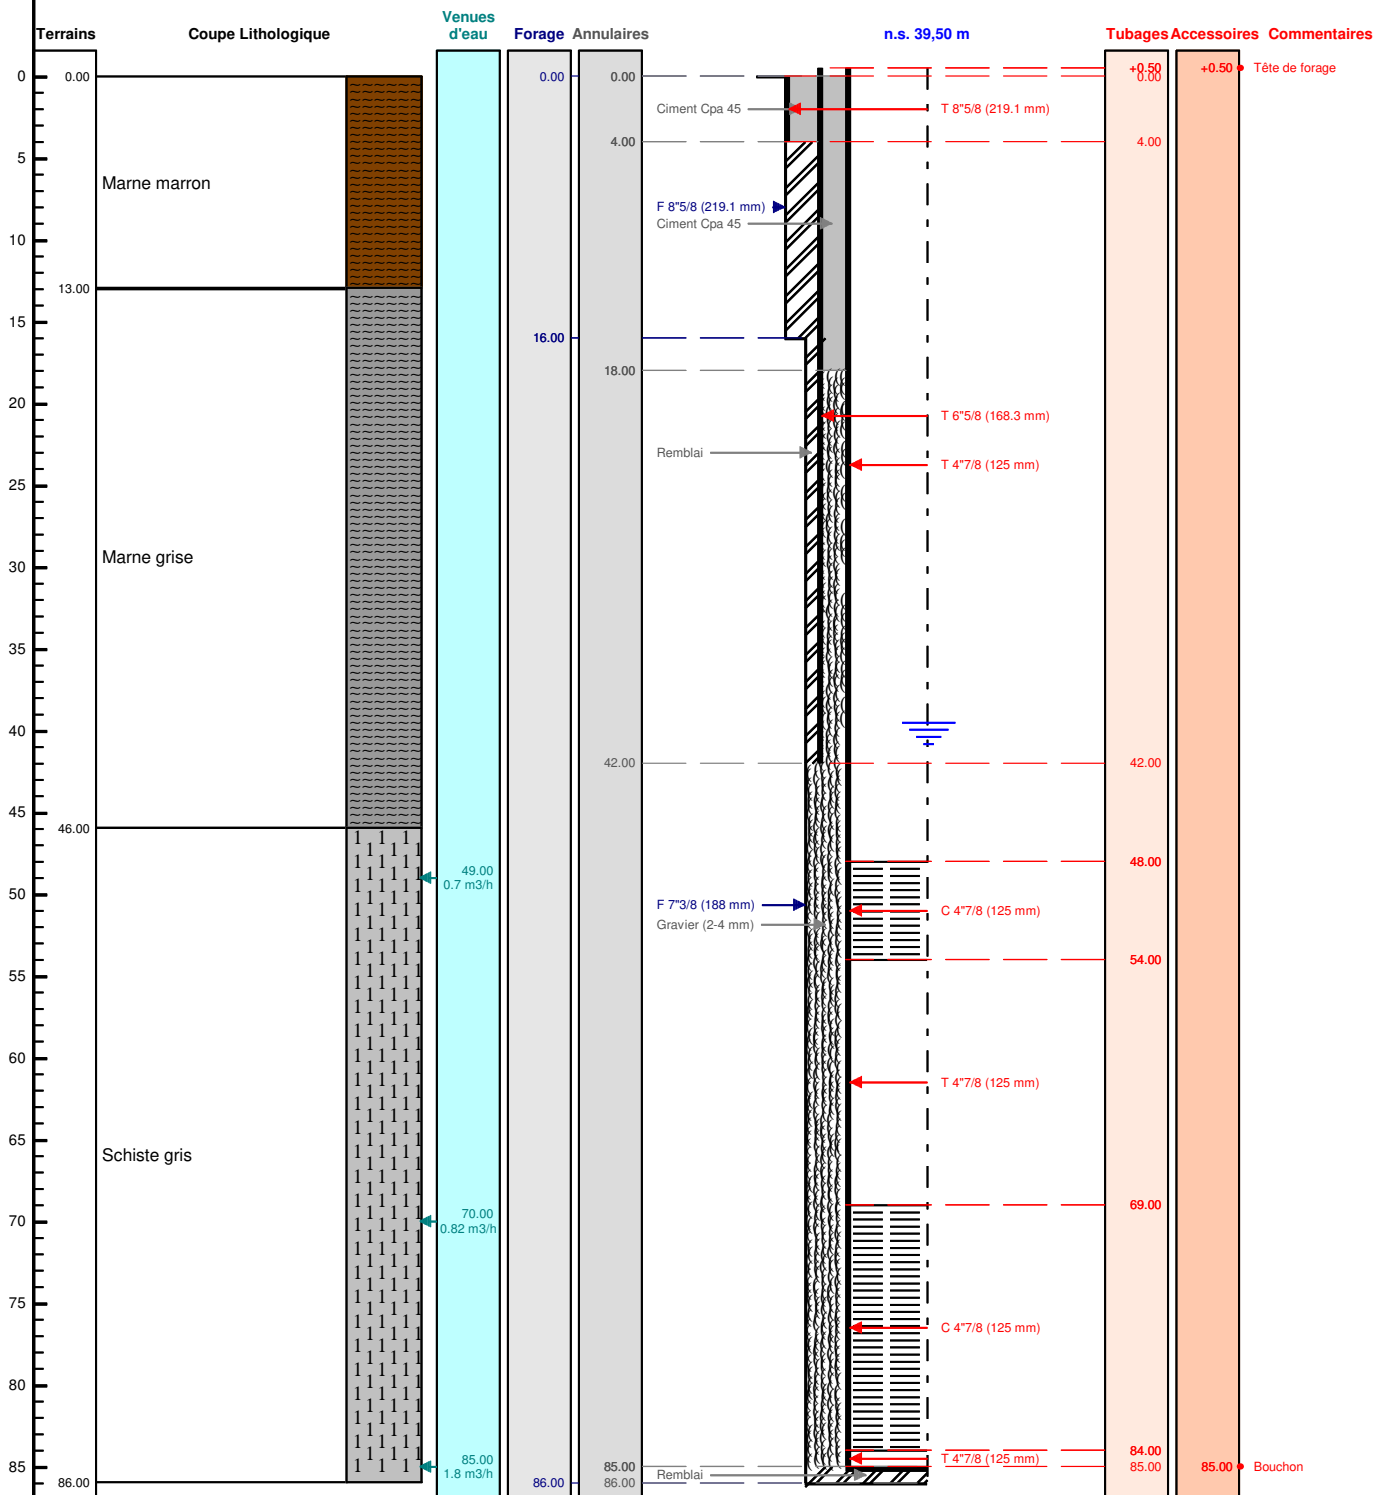 Terrains
Coupe Lithologique
Venues
d'eau
Forage
Annulaires
n.s. 39,50 m
Tubages
Accessoires
Commentaires
0
5
10
15
20
25
30
35
40
45
50
55
60
65
70
75
80
85
0.00
13.00
46.00
86.00
Marne marron
Marne grise
Schiste gris
49.00
0.7 m3/h
70.00
0.82 m3/h
85.00
1.8 m3/h
0.00
16.00
86.00
0.00
4.00
18.00
42.00
85.00
86.00
Ciment Cpa 45
F 8"5/8 (219.1 mm)
Ciment Cpa 45
Remblai
F 7"3/8 (188 mm)
Gravier (2-4 mm)
Remblai
T 8"5/8 (219.1 mm)
T 6"5/8 (168.3 mm)
T 4"7/8 (125 mm)
C 4"7/8 (125 mm)
T 4"7/8 (125 mm)
C 4"7/8 (125 mm)
T 4"7/8 (125 mm)
+0.50
0.00
4.00
42.00
48.00
54.00
69.00
84.00
85.00
+0.50
Tête de forage
85.00
Bouchon